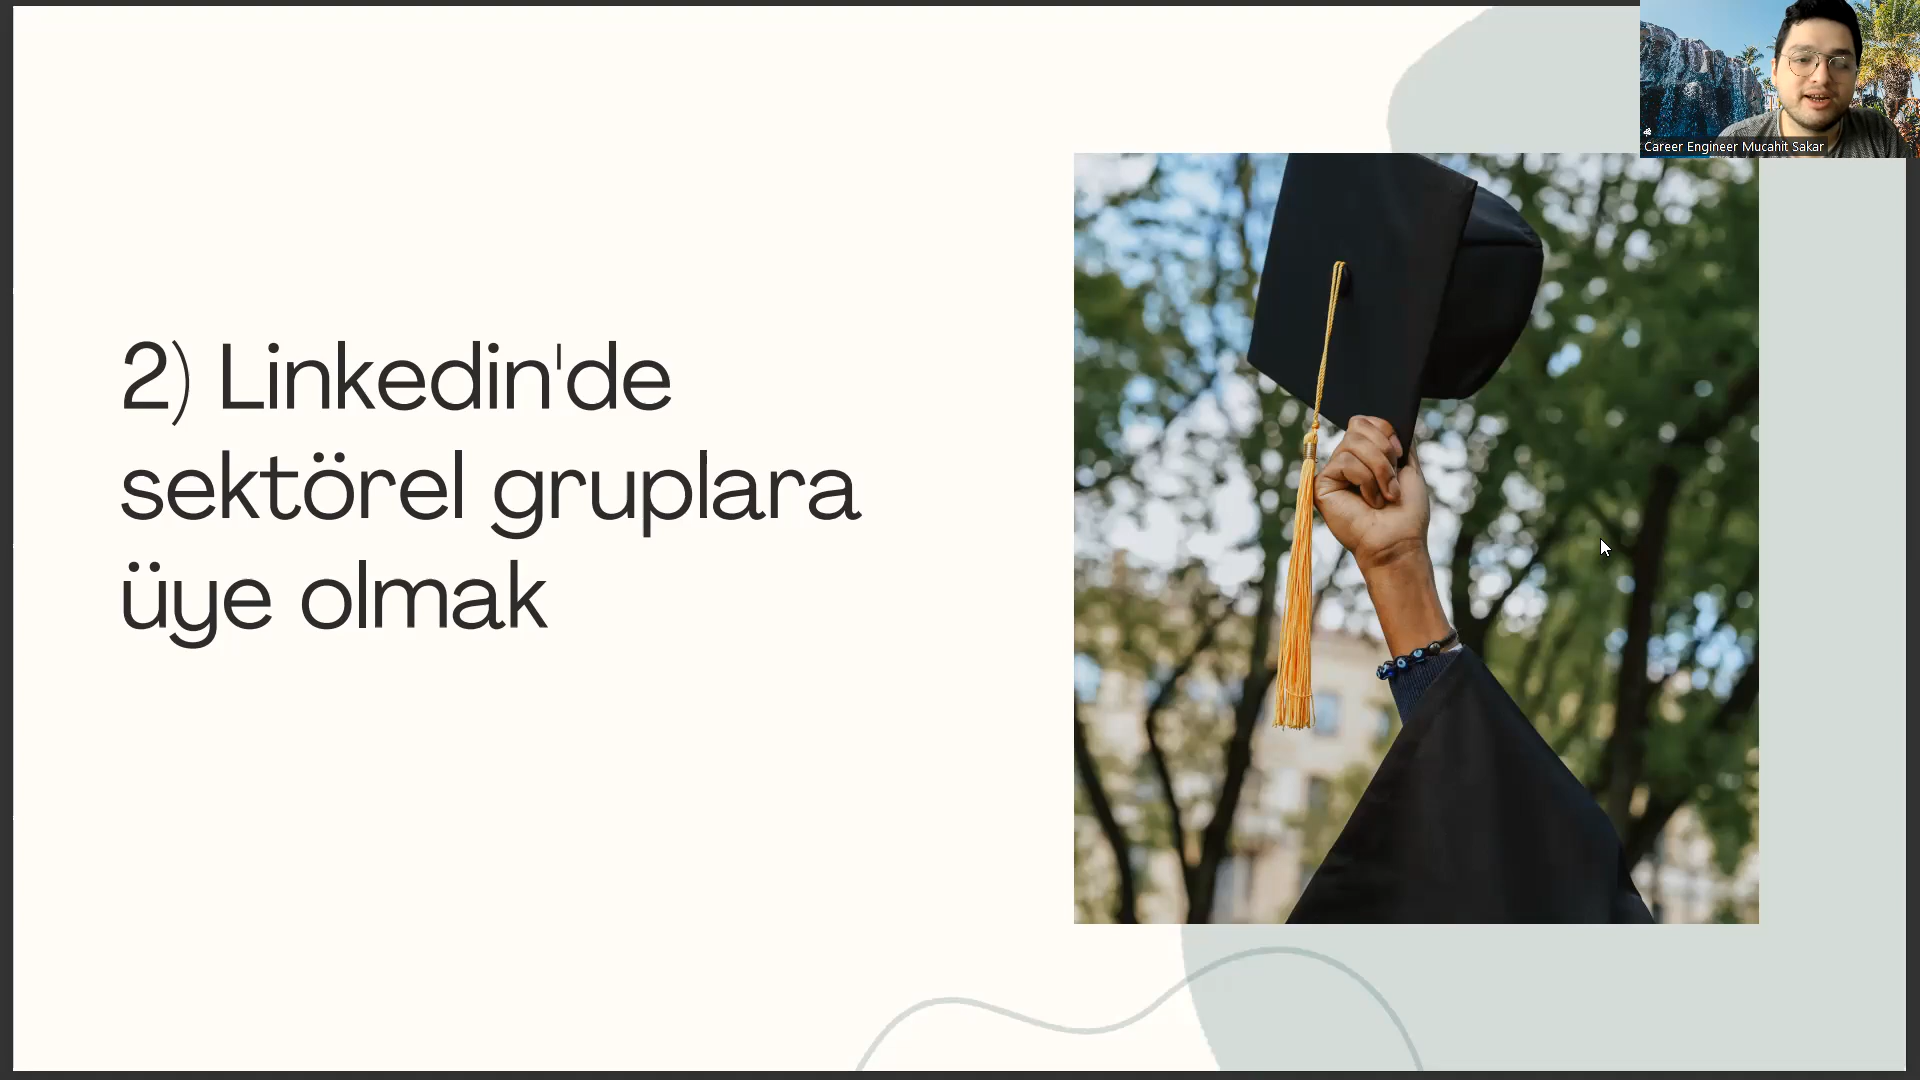 2) Linkedin'de
sektörel gruplara
üye olmak
Career Engineer Mucahit Sakar